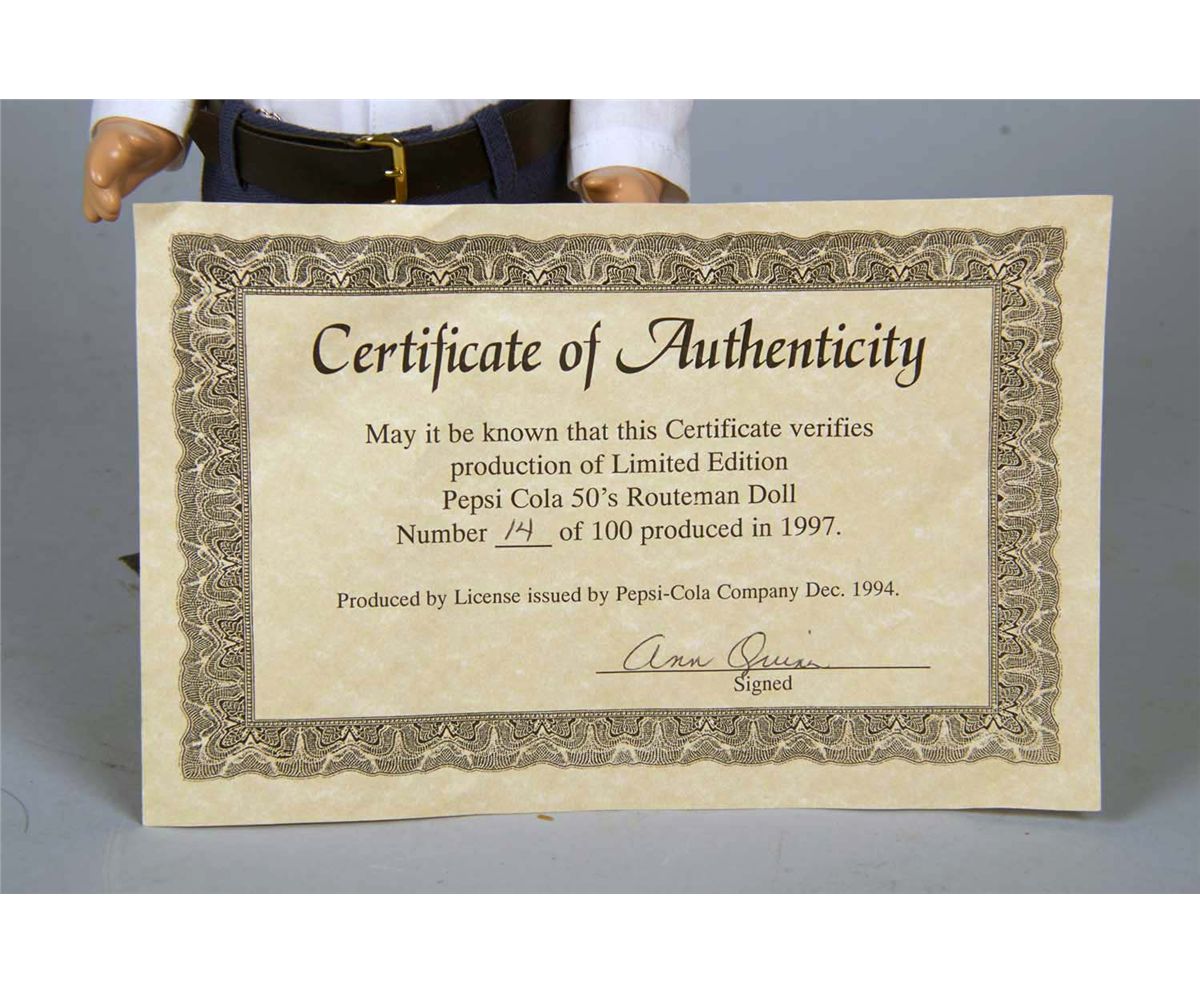 Certificate of Authenticity
May it be known that this Certificate verifies
production of Limited Edition
Pepsi Cola 50's Routeman Doll
Number 14 of 100 produced in 1997.
Produced by License issued by Pepsi-Cola Company Dec. 1994.
Ann
Signed